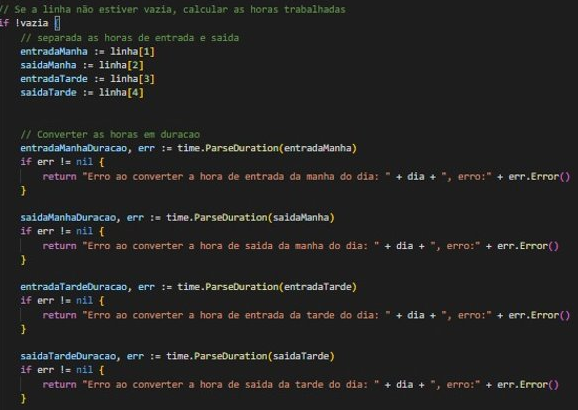 // Se a linha não estiver vazia, calcular as horas trabalhadas
if !vazia {
// separada as horas de entrada e saida
entradaManha := linha[1]
saidaManha := linha[2]
entradaTarde := linha[3]
saidaTarde := linha[4]
// Converter as horas em duracao
entradaManhaDuracao, err := time.ParseDuration(entradaManha)
if err != nil {
return "Erro ao converter a hora de entrada da manha do dia: " + dia + ", erro:" + err.Error()
}
saidaManhaDuracao, err := time.ParseDuration(saidaManha)
if err != nil {
return "Erro ao converter a hora de saida da manha do dia: " + dia + ", erro:" + err.Error()
}
entradaTardeDuracao, err := time.ParseDuration(entradaTarde)
if err != nil {
return "Erro ao converter a hora de entrada da tarde do dia: " + dia + ", erro:" + err.Error()
}
saidaTardeDuracao, err := time.ParseDuration(saidaTarde)
if err != nil {
return "Erro ao converter a hora de saida da tarde do dia: " + dia + ", erro:" + err.Error()
}